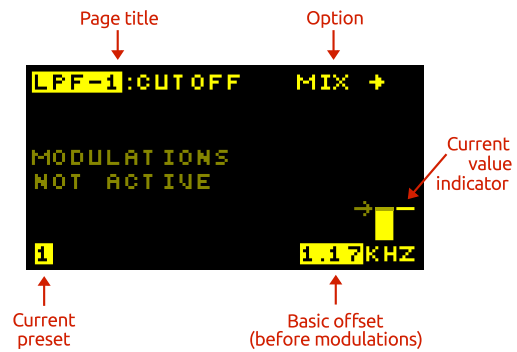 Page title
Option
LPF-1:CUTOFF
MIX →
MODULATIONS
NOT ACTIVE
Current
value
indicator
1
1.17KHZ
Current
preset
Basic offset
(before modulations)